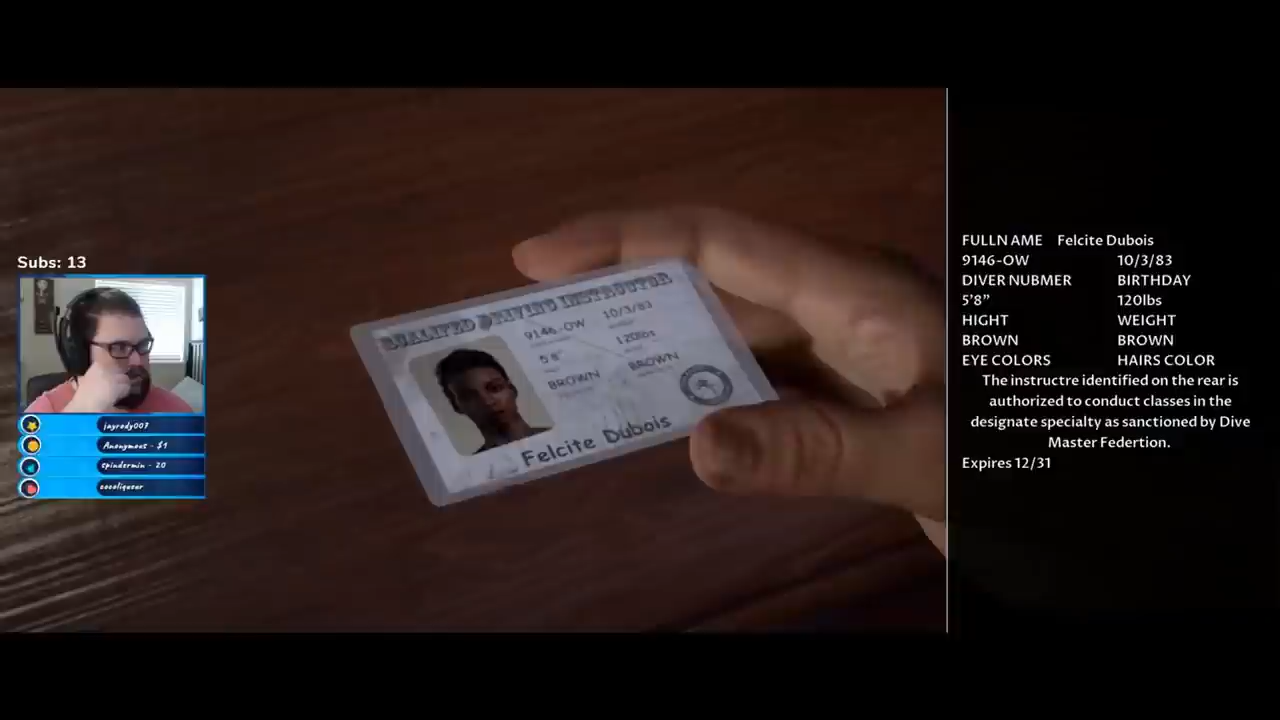 Subs: 13
jayrody007
Anonymous - $1
spindermin - 20
QUALIFED DRIVING INSTRUCTOR
9146-OW 10/3/83
5'8" 120lbs
BROWN BROWN
Felcite Dubois
FULLN AME Felcite Dubois
9146-OW 10/3/83
DIVER NUBMER BIRTHDAY
5’8” 120lbs
HIGHT WEIGHT
BROWN BROWN
EYE COLORS HAIRS COLOR
The instructre identified on the rear is
authorized to conduct classes in the
designate specialty as sanctioned by Dive
Master Federtion.
Expires 12/31